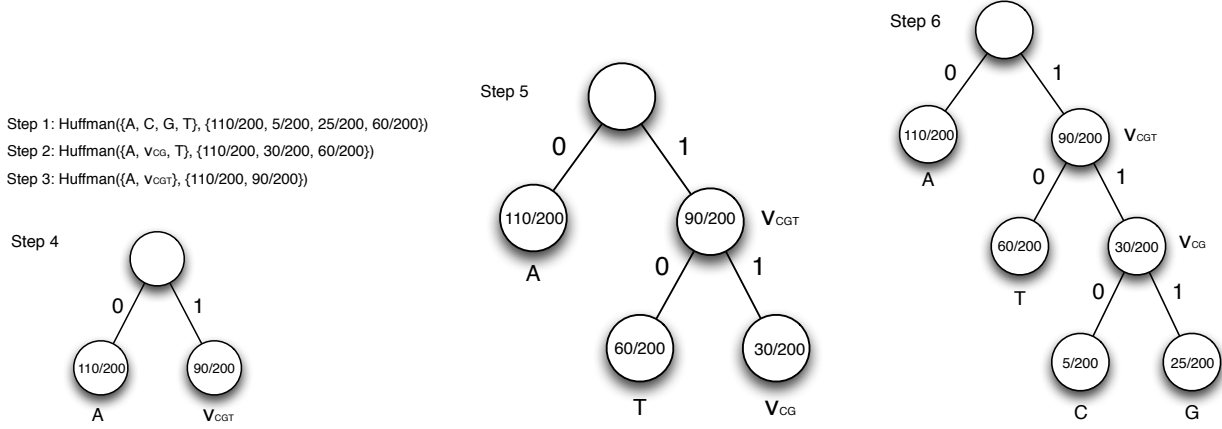 Step 1: Huffman({A, C, G, T}, {110/200, 5/200, 25/200, 60/200})
Step 2: Huffman({A, vCG, T}, {110/200, 30/200, 60/200})
Step 3: Huffman({A, vCGT}, {110/200, 90/200})
Step 4
0 1
110/200 90/200
A VCGT
Step 5
0 1
110/200 90/200 VCGT
A
0 1
60/200 30/200
T VCG
Step 6
0 1
110/200 90/200 VCGT
A
0 1
60/200 30/200 VCG
T
0 1
5/200 25/200
C G